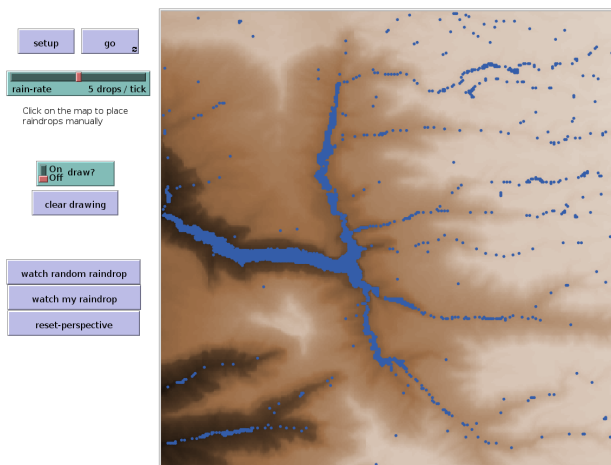 setup
go
rain-rate 5 drops / tick
Click on the map to place
raindrops manually
On
Off draw?
clear drawing
watch random raindrop
watch my raindrop
reset-perspective